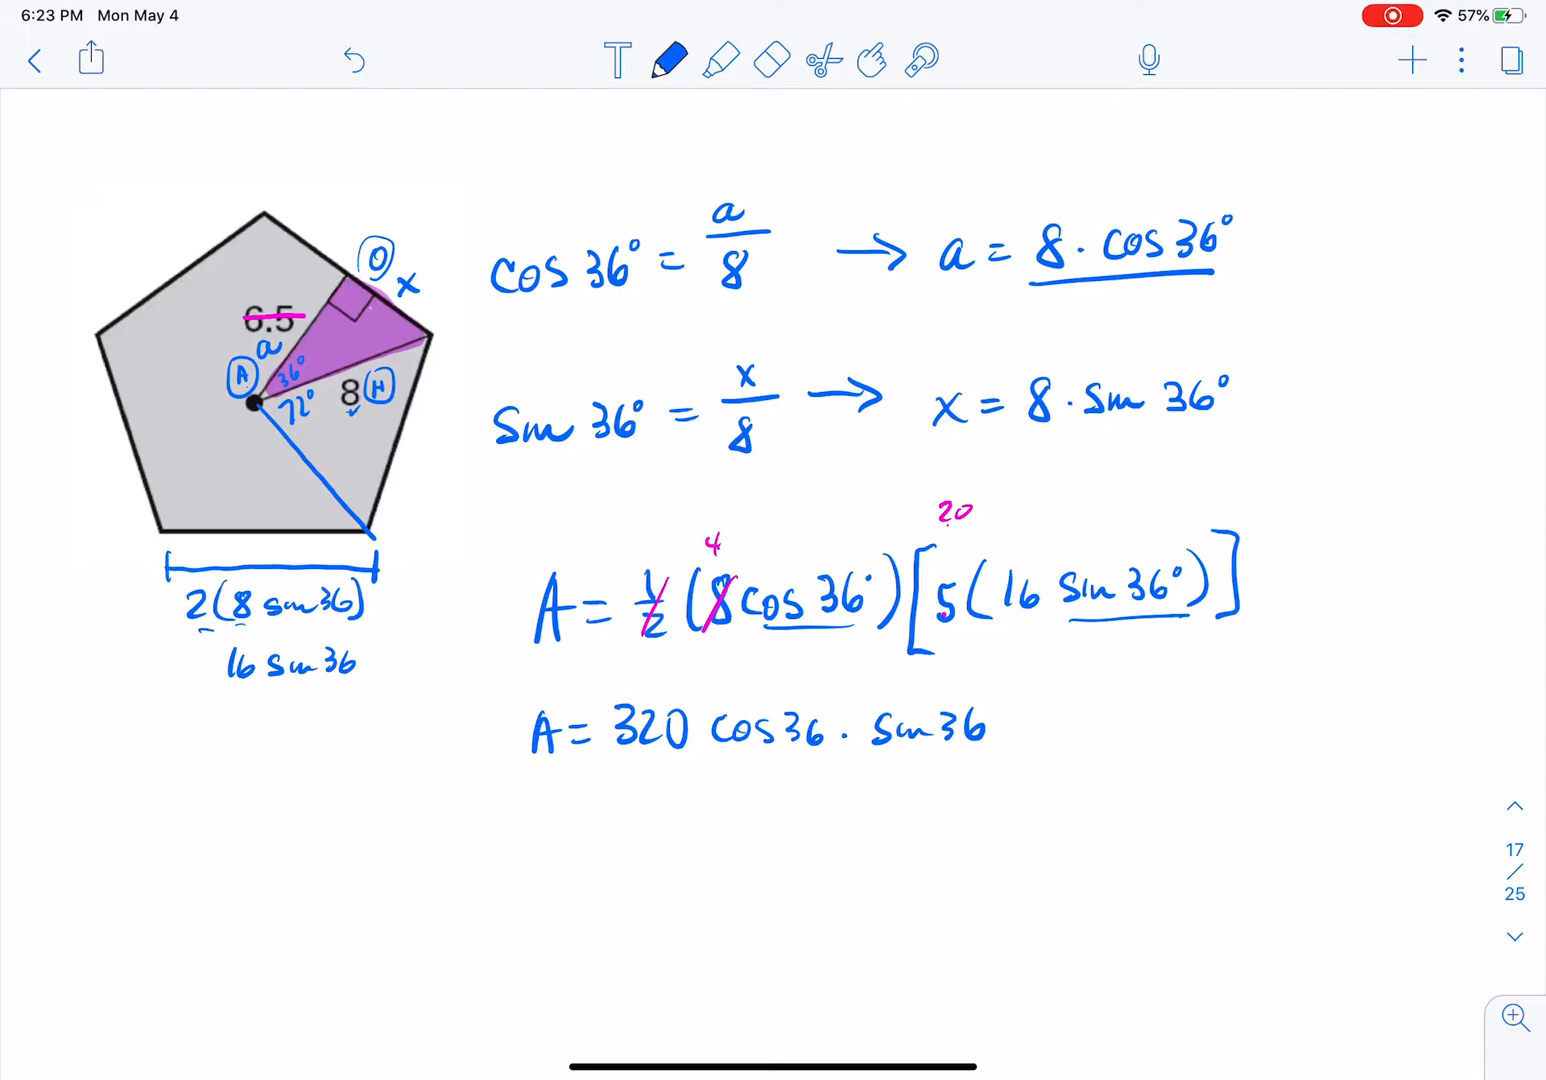 6:23 PM Mon May 4
57%
T
cos 36° = a/8 → a = 8 · cos 36°
O
x
6.5
a
A
36°
72°
8
H
sin 36° = x/8 → x = 8 · sin 36°
4
20
A = 1/2 (8 cos 36°) [5 (16 sin 36°)]
2(8 sin 36)
16 sin 36
A = 320 cos 36 · sin 36
17
/
25